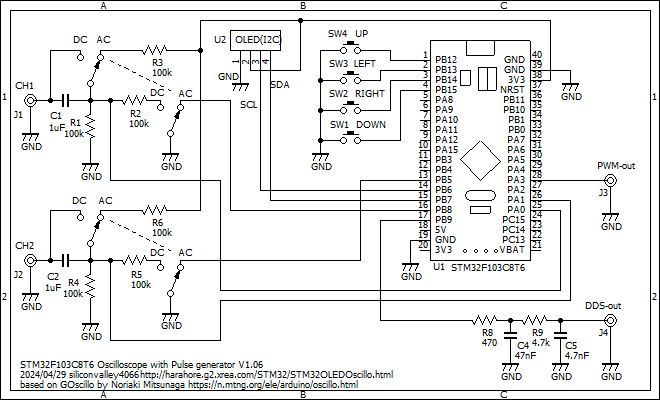 A B C
1
2
1
2
A B C
DC AC
R3
100k
CH1
J1
GND
C1
1uF
R1
100k
GND
R2
100k
DC AC
GND
DC AC
R6
100k
CH2
J2
GND
C2
1uF
R4
100k
GND
R5
100k
DC AC
GND
U2 OLED(I2C)
1 2 3 4
GND
SDA
SCL
SW4 UP
SW3 LEFT
SW2 RIGHT
SW1 DOWN
GND
1 PB12 GND 40
2 PB13 GND 39
3 PB14 3V3 38
4 PB15 NRST 37
5 PA8 PB11 36
6 PA9 PB10 35
7 PA10 PB1 34
8 PA11 PB0 33
9 PA12 PA7 32
10 PA15 PA6 31
11 PB3 PA5 30
12 PB4 PA4 29
13 PB5 PA3 28
14 PB6 PA2 27
15 PB7 PA1 26
16 PB8 PA0 25
17 PB9 PC15 24
18 5V PC14 23
19 GND PC13 22
20 3V3 VBAT 21
U1 STM32F103C8T6
GND
GND
PWM-out
J3
GND
DDS-out
J4
GND
R8
470
R9
4.7k
C4
47nF
C5
4.7nF
GND
GND
STM32F103C8T6 Oscilloscope with Pulse generator V1.06
2024/04/29 siliconvalley4066http://harahore.g2.xrea.com/STM32/STM32OLEDOscillo.html
based on GOscillo by Noriaki Mitsunaga https://n.mtng.org/ele/arduino/oscillo.html